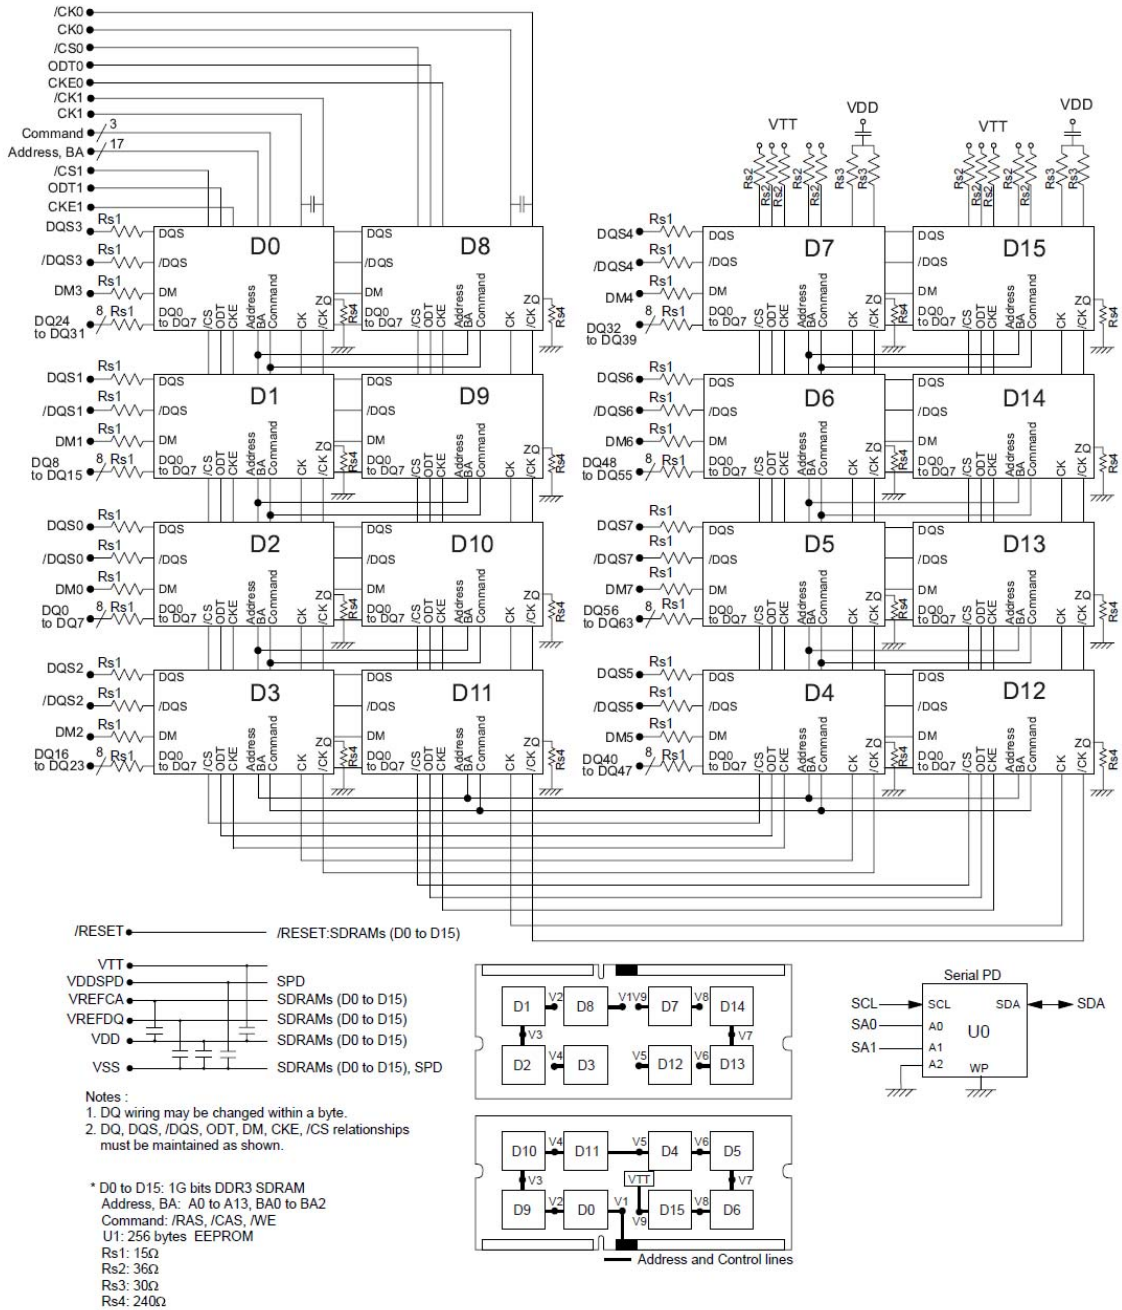 /CK0
CK0
/CS0
ODT0
CKE0
/CK1
CK1
Command 3
Address, BA 17
/CS1
ODT1
CKE1
VTT VDD VTT VDD
Rs2 Rs2 Rs2 Rs2 Rs3 Rs3 Rs2 Rs2 Rs2 Rs2 Rs3 Rs3
DQS3 Rs1 DQS D0 DQS D8
/DQS3 Rs1 /DQS /DQS
DM3 Rs1 DM DM
DQ24 to DQ31 8 Rs1 DQ0 to DQ7 /CS ODT CKE Address BA Command CK /CK ZQ Rs4 DQ0 to DQ7 /CS ODT CKE Address BA Command CK /CK ZQ Rs4
DQS4 Rs1 DQS D7 DQS D15
/DQS4 Rs1 /DQS /DQS
DM4 Rs1 DM DM
DQ32 to DQ39 8 Rs1 DQ0 to DQ7 /CS ODT CKE Address BA Command CK /CK ZQ Rs4 DQ0 to DQ7 /CS ODT CKE Address BA Command CK /CK ZQ Rs4
DQS1 Rs1 DQS D1 DQS D9
/DQS1 Rs1 /DQS /DQS
DM1 Rs1 DM DM
DQ8 to DQ15 8 Rs1 DQ0 to DQ7 /CS ODT CKE Address BA Command CK /CK ZQ Rs4 DQ0 to DQ7 /CS ODT CKE Address BA Command CK /CK ZQ Rs4
DQS6 Rs1 DQS D6 DQS D14
/DQS6 Rs1 /DQS /DQS
DM6 Rs1 DM DM
DQ48 to DQ55 8 Rs1 DQ0 to DQ7 /CS ODT CKE Address BA Command CK /CK ZQ Rs4 DQ0 to DQ7 /CS ODT CKE Address BA Command CK /CK ZQ Rs4
DQS0 Rs1 DQS D2 DQS D10
/DQS0 Rs1 /DQS /DQS
DM0 Rs1 DM DM
DQ0 to DQ7 8 Rs1 DQ0 to DQ7 /CS ODT CKE Address BA Command CK /CK ZQ Rs4 DQ0 to DQ7 /CS ODT CKE Address BA Command CK /CK ZQ Rs4
DQS7 Rs1 DQS D5 DQS D13
/DQS7 Rs1 /DQS /DQS
DM7 Rs1 DM DM
DQ56 to DQ63 8 Rs1 DQ0 to DQ7 /CS ODT CKE Address BA Command CK /CK ZQ Rs4 DQ0 to DQ7 /CS ODT CKE Address BA Command CK /CK ZQ Rs4
DQS2 Rs1 DQS D3 DQS D11
/DQS2 Rs1 /DQS /DQS
DM2 Rs1 DM DM
DQ16 to DQ23 8 Rs1 DQ0 to DQ7 /CS ODT CKE Address BA Command CK /CK ZQ Rs4 DQ0 to DQ7 /CS ODT CKE Address BA Command CK /CK ZQ Rs4
DQS5 Rs1 DQS D4 DQS D12
/DQS5 Rs1 /DQS /DQS
DM5 Rs1 DM DM
DQ40 to DQ47 8 Rs1 DQ0 to DQ7 /CS ODT CKE Address BA Command CK /CK ZQ Rs4 DQ0 to DQ7 /CS ODT CKE Address BA Command CK /CK ZQ Rs4
/RESET /RESET:SDRAMs (D0 to D15)
VTT
VDDSPD SPD
VREFCA SDRAMs (D0 to D15)
VREFDQ SDRAMs (D0 to D15)
VDD SDRAMs (D0 to D15)
VSS SDRAMs (D0 to D15), SPD
Notes :
1. DQ wiring may be changed within a byte.
2. DQ, DQS, /DQS, ODT, DM, CKE, /CS relationships
must be maintained as shown.
* D0 to D15: 1G bits DDR3 SDRAM
Address, BA: A0 to A13, BA0 to BA2
Command: /RAS, /CAS, /WE
U1: 256 bytes EEPROM
Rs1: 15Ω
Rs2: 36Ω
Rs3: 30Ω
Rs4: 240Ω
D1 V2 D8 V1 V9 D7 V8 D14
V3 V7
D2 V4 D3 V5 D12 V6 D13
D10 V4 D11 V5 D4 V6 D5
V3 VTT V7
D9 V2 D0 V1 V9 D15 V8 D6
Address and Control lines
Serial PD
SCL SCL SDA SDA
SA0 A0 U0
SA1 A1
A2 WP